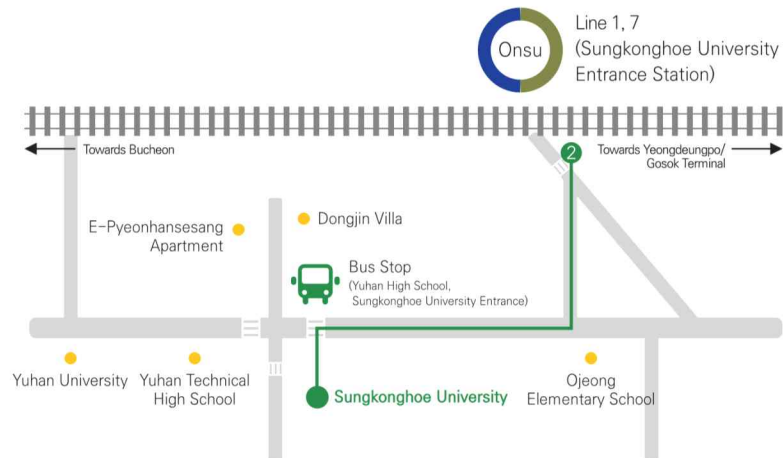 Onsu
Line 1, 7
(Sungkonghoe University
Entrance Station)
Towards Bucheon
2
Towards Yeongdeungpo/
Gosok Terminal
E-Pyeonhansesang
Apartment
Dongjin Villa
Bus Stop
(Yuhan High School,
Sungkonghoe University Entrance)
Yuhan University
Yuhan Technical
High School
Sungkonghoe University
Ojeong
Elementary School